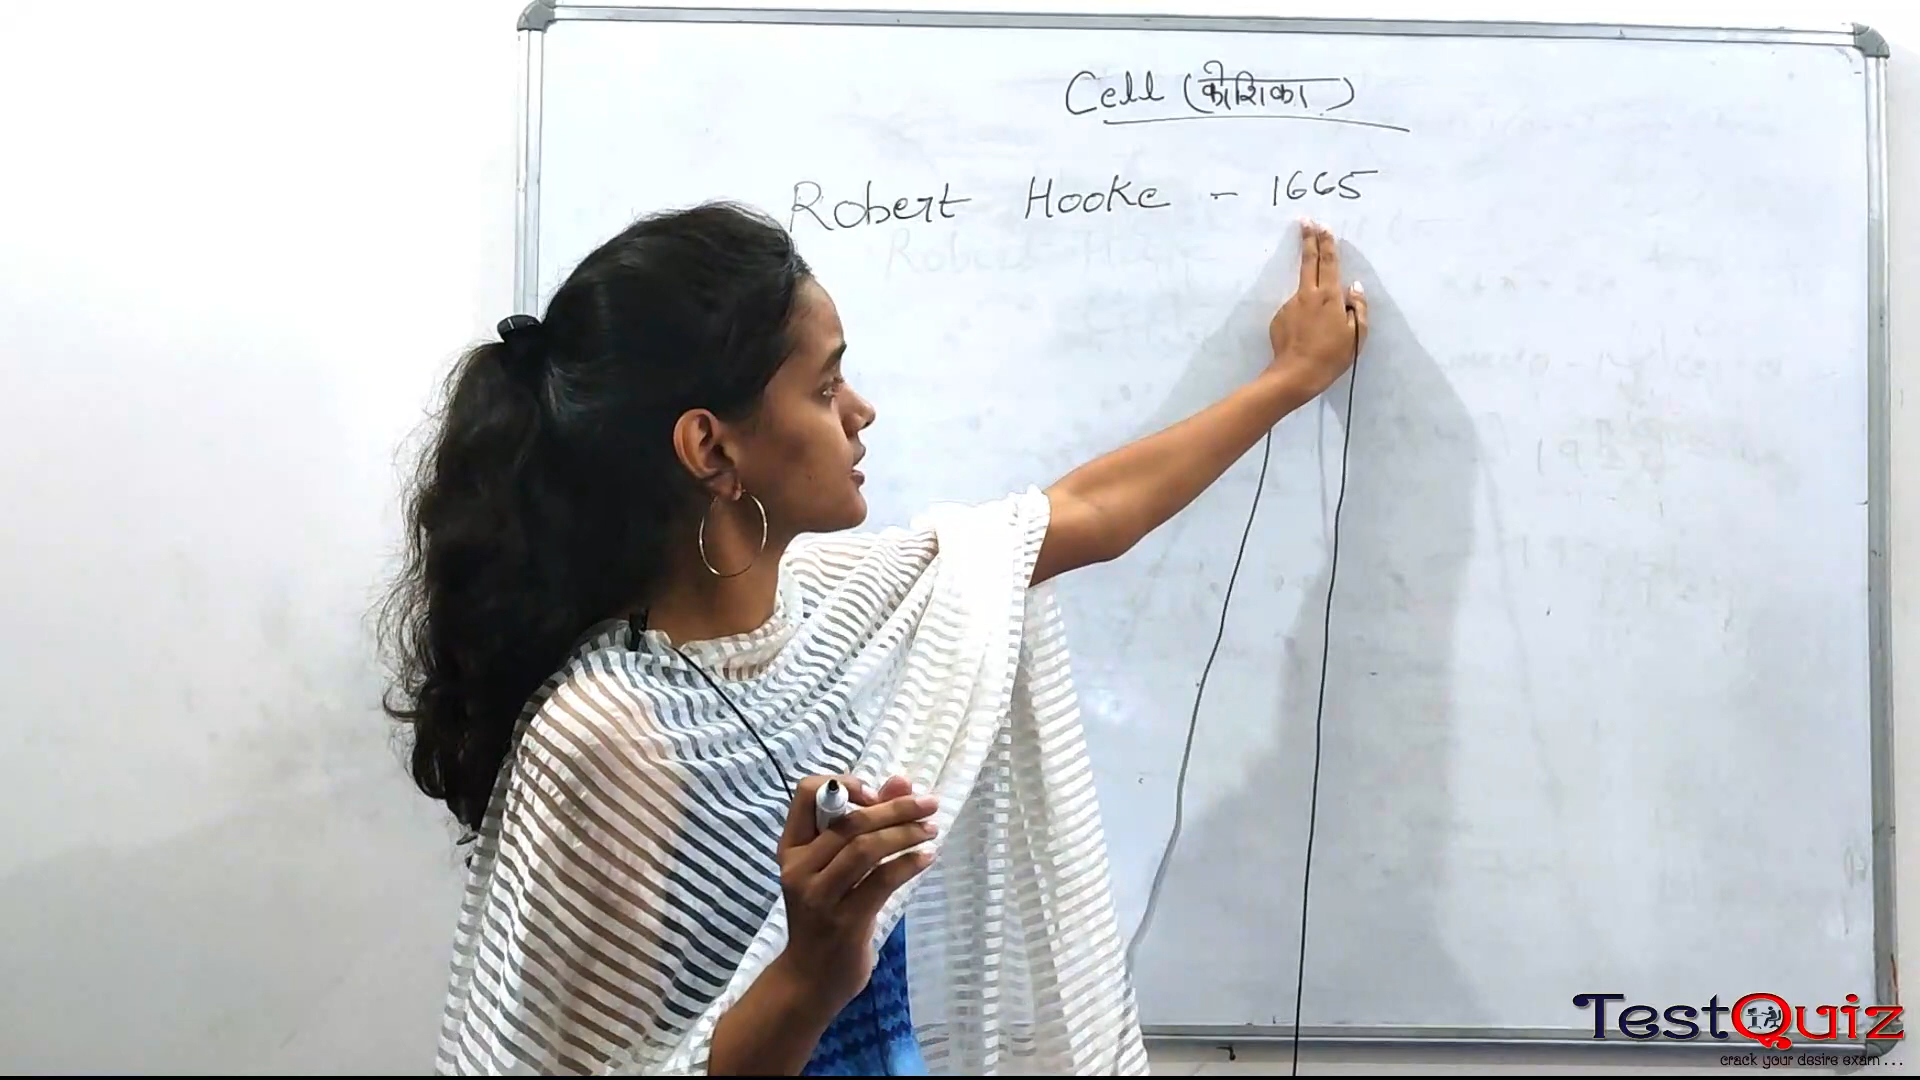 Cell (कोशिका)
Robert Hooke - 1665
TestQuiz
crack your desire exam ...